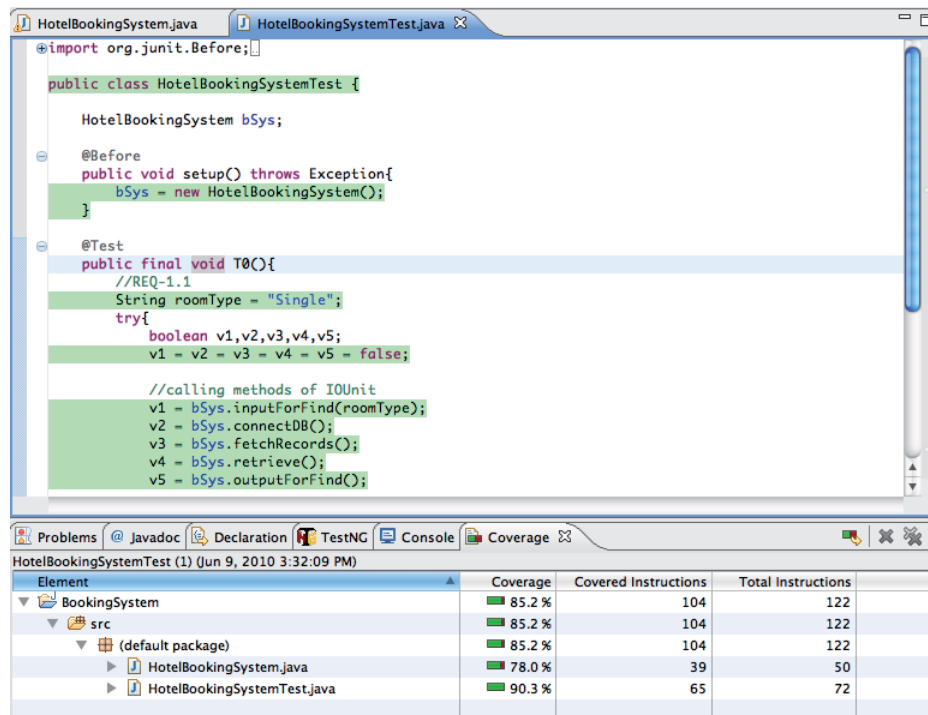 HotelBookingSystem.java HotelBookingSystemTest.java
import org.junit.Before;
public class HotelBookingSystemTest {
HotelBookingSystem bSys;
@Before
public void setup() throws Exception{
bSys = new HotelBookingSystem();
}
@Test
public final void T0(){
//REQ-1.1
String roomType = "Single";
try{
boolean v1,v2,v3,v4,v5;
v1 = v2 = v3 = v4 = v5 = false;
//calling methods of IOUnit
v1 = bSys.inputForFind(roomType);
v2 = bSys.connectDB();
v3 = bSys.fetchRecords();
v4 = bSys.retrieve();
v5 = bSys.outputForFind();
Problems @ Javadoc Declaration TestNG Console Coverage
HotelBookingSystemTest (1) (Jun 9, 2010 3:32:09 PM)
Element Coverage Covered Instructions Total Instructions
BookingSystem 85.2 % 104 122
src 85.2 % 104 122
(default package) 85.2 % 104 122
HotelBookingSystem.java 78.0 % 39 50
HotelBookingSystemTest.java 90.3 % 65 72